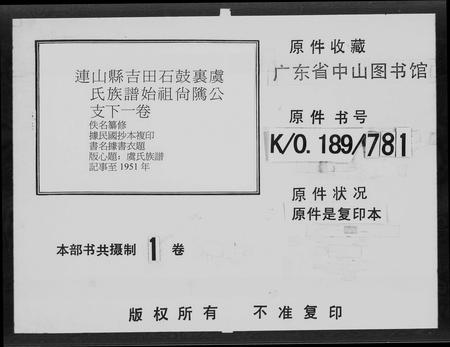 連山縣吉田石鼓裏虞
氏族譜始祖尙隲公
支下一卷
佚名纂修
據民國抄本複印
書名據書衣題
版心題：虞氏族譜
記事至1951年
本部书共摄制 1 卷
原件收藏
广东省中山图书馆
原件书号
K/0.189/1781
原件状况
原件是复印本
版权所有 不准复印